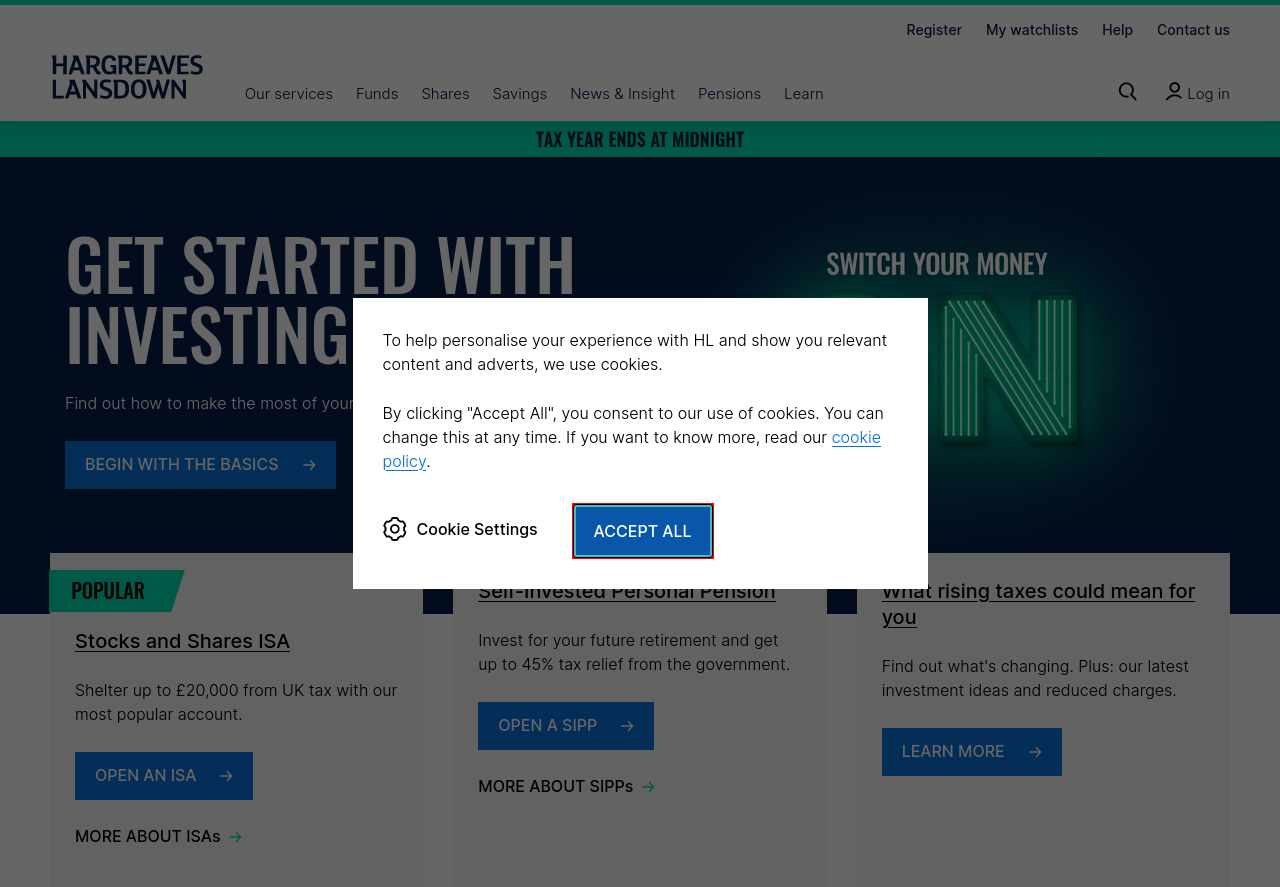 Register My watchlists Help Contact us
HARGREAVES
LANSDOWN
Our services Funds Shares Savings News & Insight Pensions Learn
Log in
TAX YEAR ENDS AT MIDNIGHT
GET STARTED WITH
INVESTING
Find out how to make the most of your
BEGIN WITH THE BASICS
SWITCH YOUR MONEY
To help personalise your experience with HL and show you relevant
content and adverts, we use cookies.
By clicking "Accept All", you consent to our use of cookies. You can
change this at any time. If you want to know more, read our cookie
policy.
Cookie Settings
ACCEPT ALL
POPULAR
Stocks and Shares ISA
Shelter up to £20,000 from UK tax with our
most popular account.
OPEN AN ISA
MORE ABOUT ISAs
Self-Invested Personal Pension
Invest for your future retirement and get
up to 45% tax relief from the government.
OPEN A SIPP
MORE ABOUT SIPPs
What rising taxes could mean for
you
Find out what's changing. Plus: our latest
investment ideas and reduced charges.
LEARN MORE